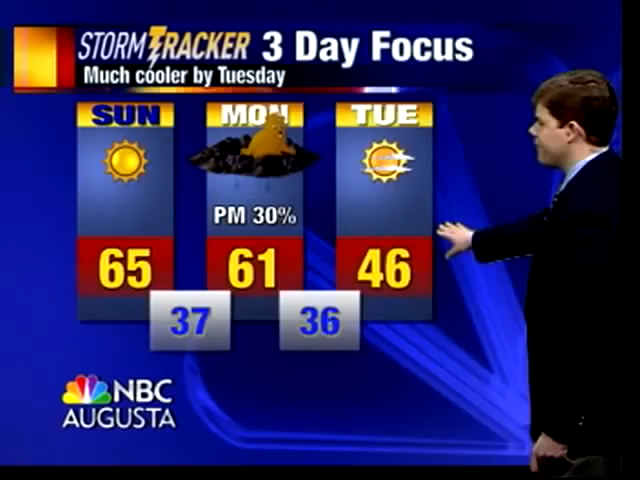 STORMTRACKER 3 Day Focus
Much cooler by Tuesday
SUN MON TUE
PM 30%
65 61 46
37 36
NBC
AUGUSTA